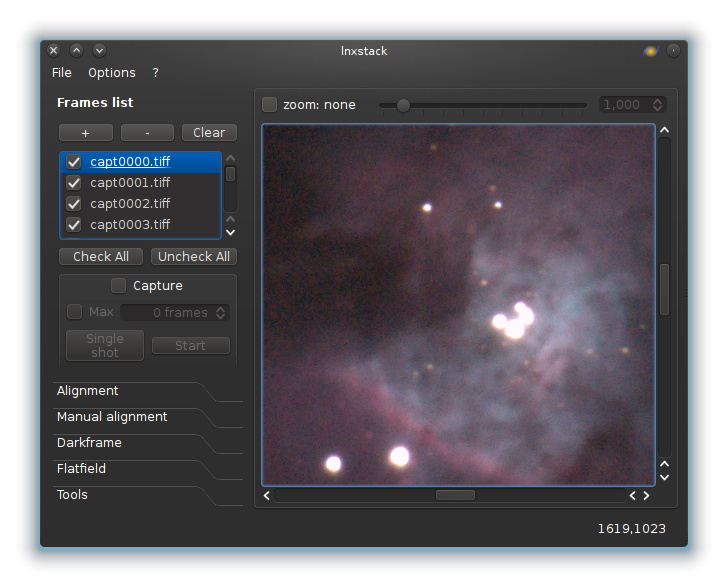 lnxstack
File Options ?
Frames list
+ - Clear
capt0000.tiff
capt0001.tiff
capt0002.tiff
capt0003.tiff
Check All Uncheck All
Capture
Max 0 frames
Single shot
Start
Alignment
Manual alignment
Darkframe
Flatfield
Tools
zoom: none 1,000
1619,1023